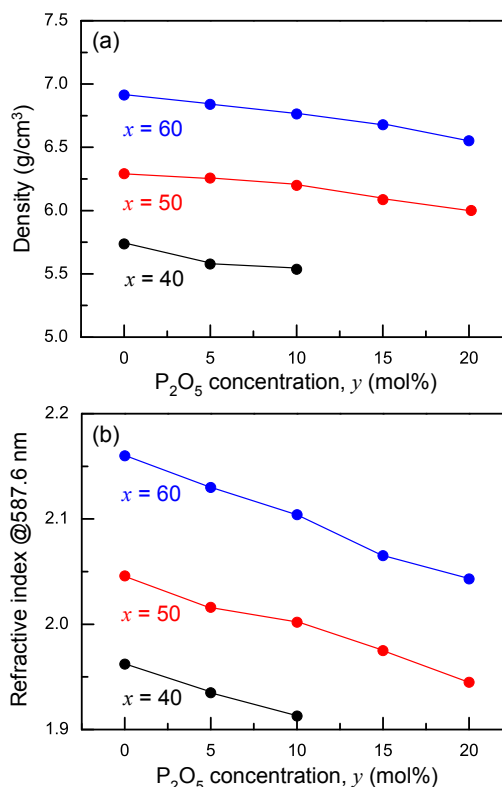 (a)
7.5
7.0
6.5
6.0
5.5
5.0
Density (g/cm³)
x = 60
x = 50
x = 40
0 5 10 15 20
P₂O₅ concentration, y (mol%)
(b)
2.2
2.1
2.0
1.9
Refractive index @587.6 nm
x = 60
x = 50
x = 40
0 5 10 15 20
P₂O₅ concentration, y (mol%)